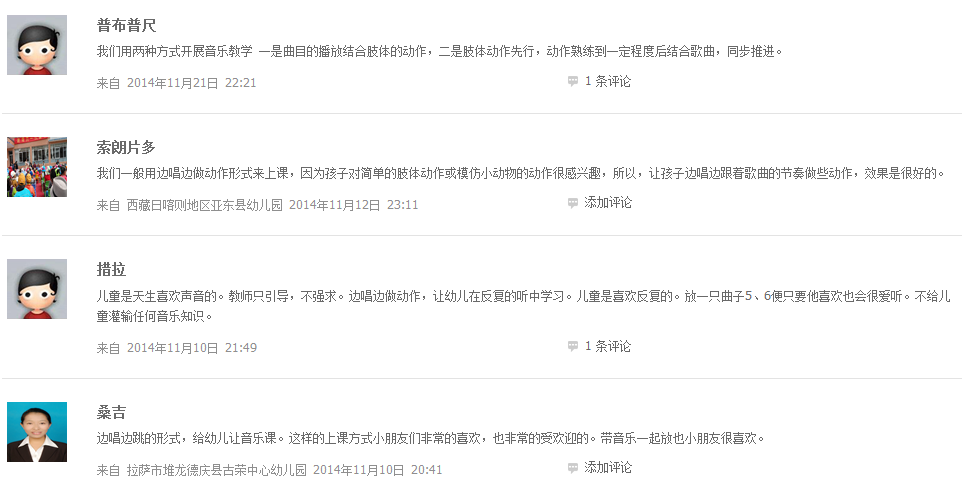 普布普尺
我们用两种方式开展音乐教学 一是曲目的播放结合肢体的动作，二是肢体动作先行，动作熟练到一定程度后结合歌曲，同步推进。
来自 2014年11月21日 22:21
1 条评论
索朗片多
我们一般用边唱边做动作形式来上课，因为孩子对简单的肢体动作或模仿小动物的动作很感兴趣，所以，让孩子边唱边跟着歌曲的节奏做些动作，效果是很好的。
来自 西藏日喀则地区亚东县幼儿园 2014年11月12日 23:11
添加评论
措拉
儿童是天生喜欢声音的。教师只引导，不强求。边唱边做动作，让幼儿在反复的听中学习。儿童是喜欢反复的。放一只曲子5、6便只要他喜欢也会很爱听。不给儿
童灌输任何音乐知识。
来自 2014年11月10日 21:49
1 条评论
桑吉
边唱边跳的形式，给幼儿让音乐课。这样的上课方式小朋友们非常的喜欢，也非常的受欢迎的。带音乐一起放也小朋友很喜欢。
来自 拉萨市堆龙德庆县古荣中心幼儿园 2014年11月10日 20:41
添加评论